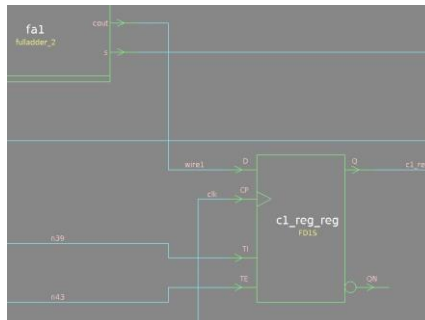 cout
fa1
fulladder_2
s
wire1
D
Q
c1_re
clk
CP
c1_reg_reg
FD1S
n39
TI
n43
TE
QN